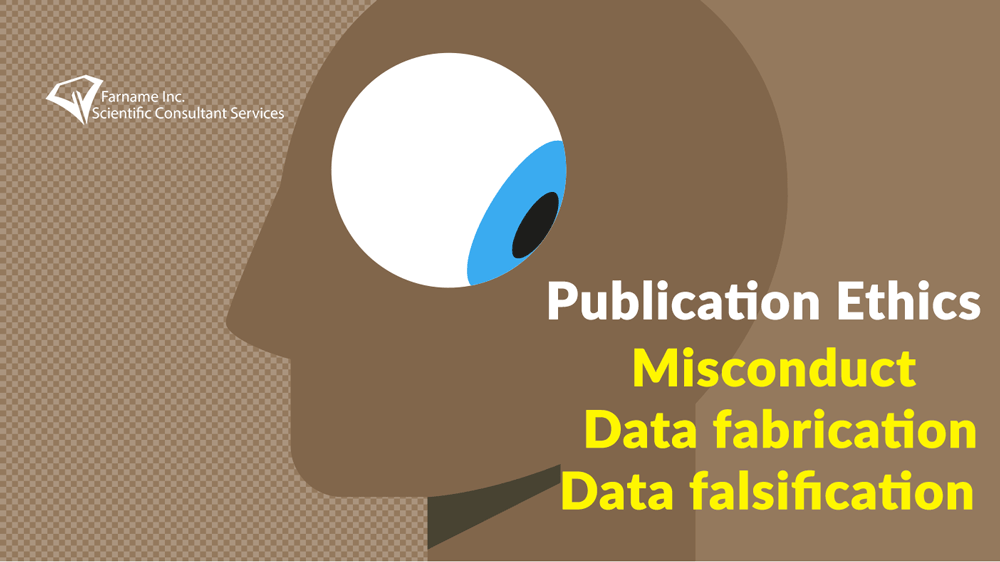 Farname Inc.
Scientific Consultant Services
Publication Ethics
Misconduct
Data fabrication
Data falsification